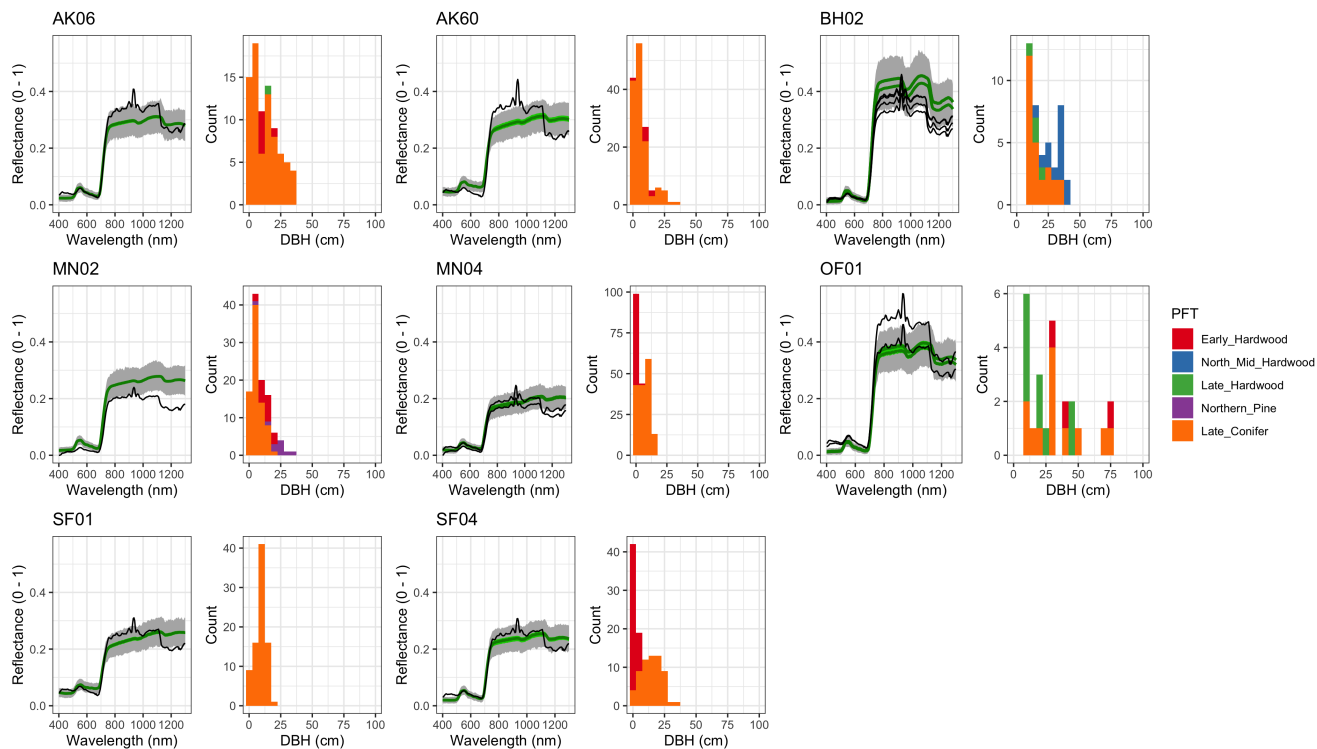 AK06
AK60
BH02
Reflectance (0 - 1)
0.4
0.2
0.0
400 600 800 1000 1200
Wavelength (nm)
Count
15
10
5
0
0 25 50 75 100
DBH (cm)
Reflectance (0 - 1)
0.4
0.2
0.0
400 600 800 1000 1200
Wavelength (nm)
Count
40
20
0
0 25 50 75 100
DBH (cm)
Reflectance (0 - 1)
0.4
0.2
0.0
400 600 800 1000 1200
Wavelength (nm)
Count
10
5
0
0 25 50 75 100
DBH (cm)
MN02
MN04
OF01
Reflectance (0 - 1)
0.4
0.2
0.0
400 600 800 1000 1200
Wavelength (nm)
Count
40
30
20
10
0
0 25 50 75 100
DBH (cm)
Reflectance (0 - 1)
0.4
0.2
0.0
400 600 800 1000 1200
Wavelength (nm)
Count
100
75
50
25
0
0 25 50 75 100
DBH (cm)
Reflectance (0 - 1)
0.4
0.2
0.0
400 600 800 1000 1200
Wavelength (nm)
Count
6
4
2
0
0 25 50 75 100
DBH (cm)
PFT
Early_Hardwood
North_Mid_Hardwood
Late_Hardwood
Northern_Pine
Late_Conifer
SF01
SF04
Reflectance (0 - 1)
0.4
0.2
0.0
400 600 800 1000 1200
Wavelength (nm)
Count
40
30
20
10
0
0 25 50 75 100
DBH (cm)
Reflectance (0 - 1)
0.4
0.2
0.0
400 600 800 1000 1200
Wavelength (nm)
Count
40
30
20
10
0
0 25 50 75 100
DBH (cm)